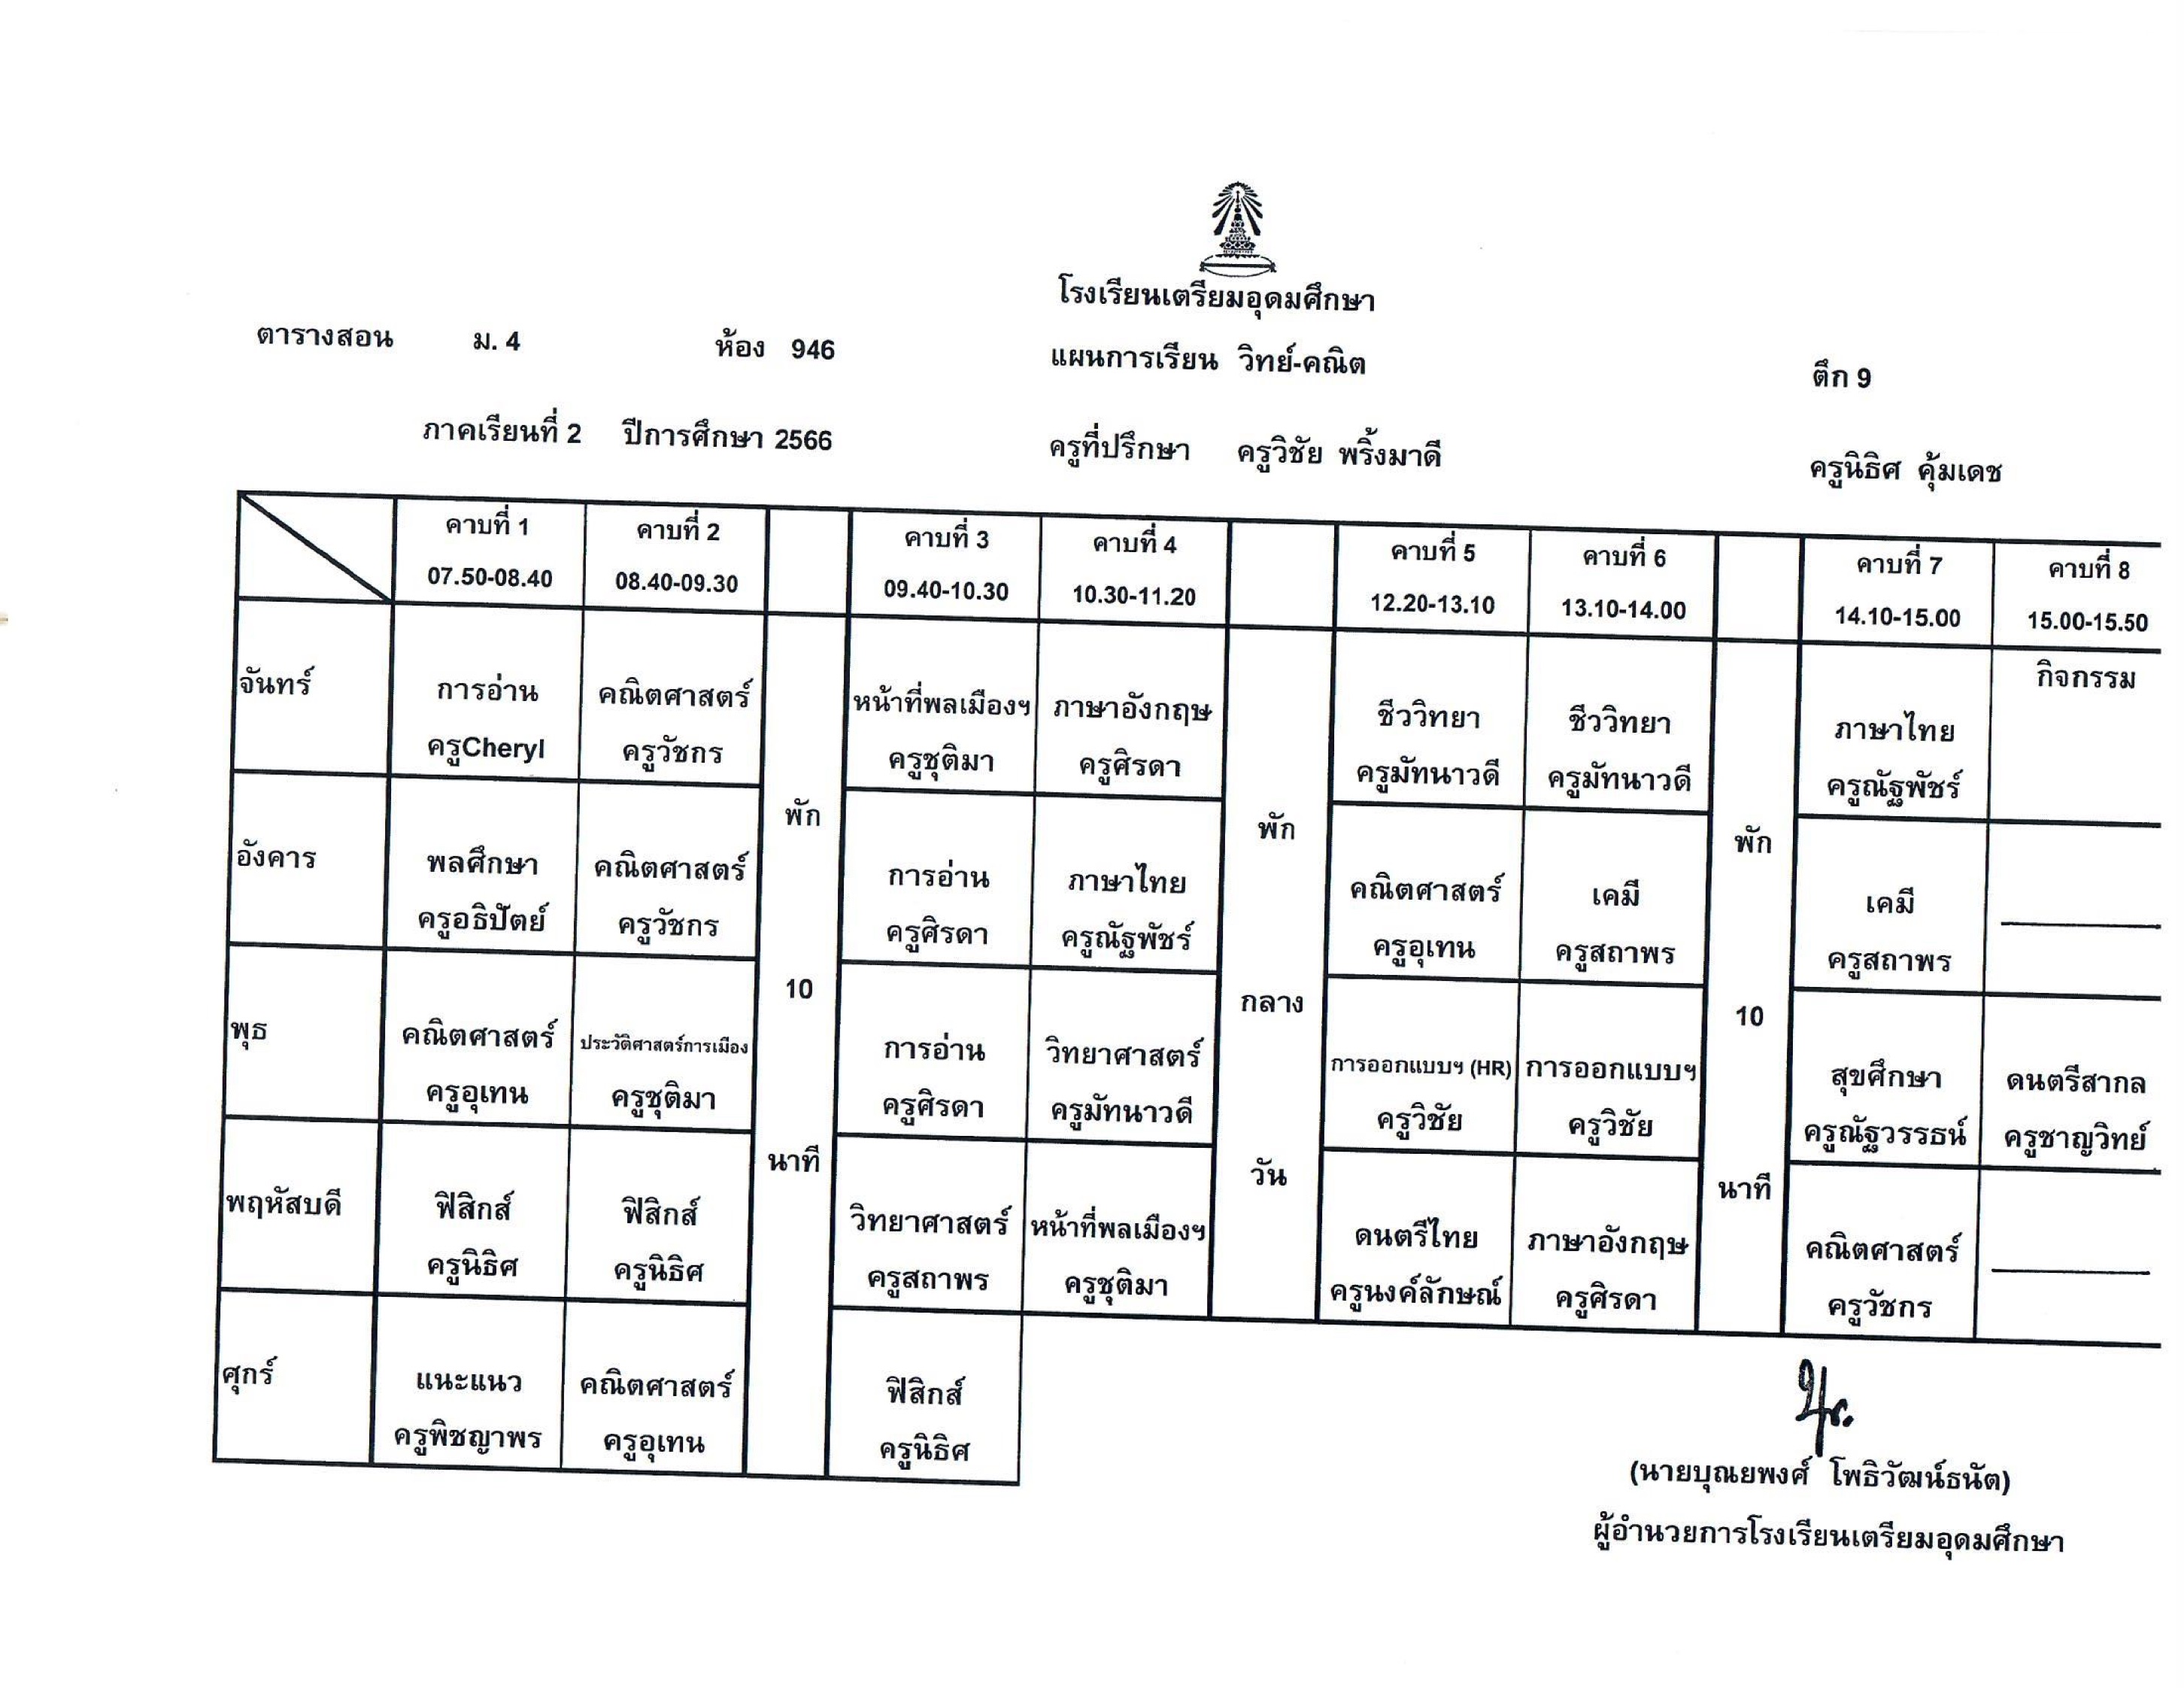 โรงเรียนเตรียมอุดมศึกษา
ตารางสอน ม. 4 ห้อง 946 แผนการเรียน วิทย์-คณิต ตึก 9
ภาคเรียนที่ 2 ปีการศึกษา 2566 ครูที่ปรึกษา ครูวิชัย พริ้งมาดี ครูนิธิศ คุ้มเดช
คาบที่ 1 คาบที่ 2 คาบที่ 3 คาบที่ 4 คาบที่ 5 คาบที่ 6 คาบที่ 7 คาบที่ 8
07.50-08.40 08.40-09.30 09.40-10.30 10.30-11.20 12.20-13.10 13.10-14.00 14.10-15.00 15.00-15.50
จันทร์ การอ่าน คณิตศาสตร์ หน้าที่พลเมืองฯ ภาษาอังกฤษ ชีววิทยา ชีววิทยา ภาษาไทย กิจกรรม
ครูCheryl ครูวัชกร ครูชุติมา ครูศิรดา ครูมัทนาวดี ครูมัทนาวดี ครูณัฐพัชร์
พัก พัก พัก
อังคาร พลศึกษา คณิตศาสตร์ การอ่าน ภาษาไทย คณิตศาสตร์ เคมี เคมี
ครูอธิปัตย์ ครูวัชกร ครูศิรดา ครูณัฐพัชร์ ครูอุเทน ครูสถาพร ครูสถาพร
10 กลาง 10
พุธ คณิตศาสตร์ ประวัติศาสตร์การเมือง การอ่าน วิทยาศาสตร์ การออกแบบฯ (HR) การออกแบบฯ สุขศึกษา ดนตรีสากล
ครูอุเทน ครูชุติมา ครูศิรดา ครูมัทนาวดี ครูวิชัย ครูวิชัย ครูณัฐวรรธน์ ครูชาญวิทย์
นาที วัน นาที
พฤหัสบดี ฟิสิกส์ ฟิสิกส์ วิทยาศาสตร์ หน้าที่พลเมืองฯ ดนตรีไทย ภาษาอังกฤษ คณิตศาสตร์
ครูนิธิศ ครูนิธิศ ครูสถาพร ครูชุติมา ครูนงค์ลักษณ์ ครูศิรดา ครูวัชกร
ศุกร์ แนะแนว คณิตศาสตร์ ฟิสิกส์
ครูพิชญาพร ครูอุเทน ครูนิธิศ
(นายบุณยพงศ์ โพธิวัฒน์ธนัต)
ผู้อำนวยการโรงเรียนเตรียมอุดมศึกษา